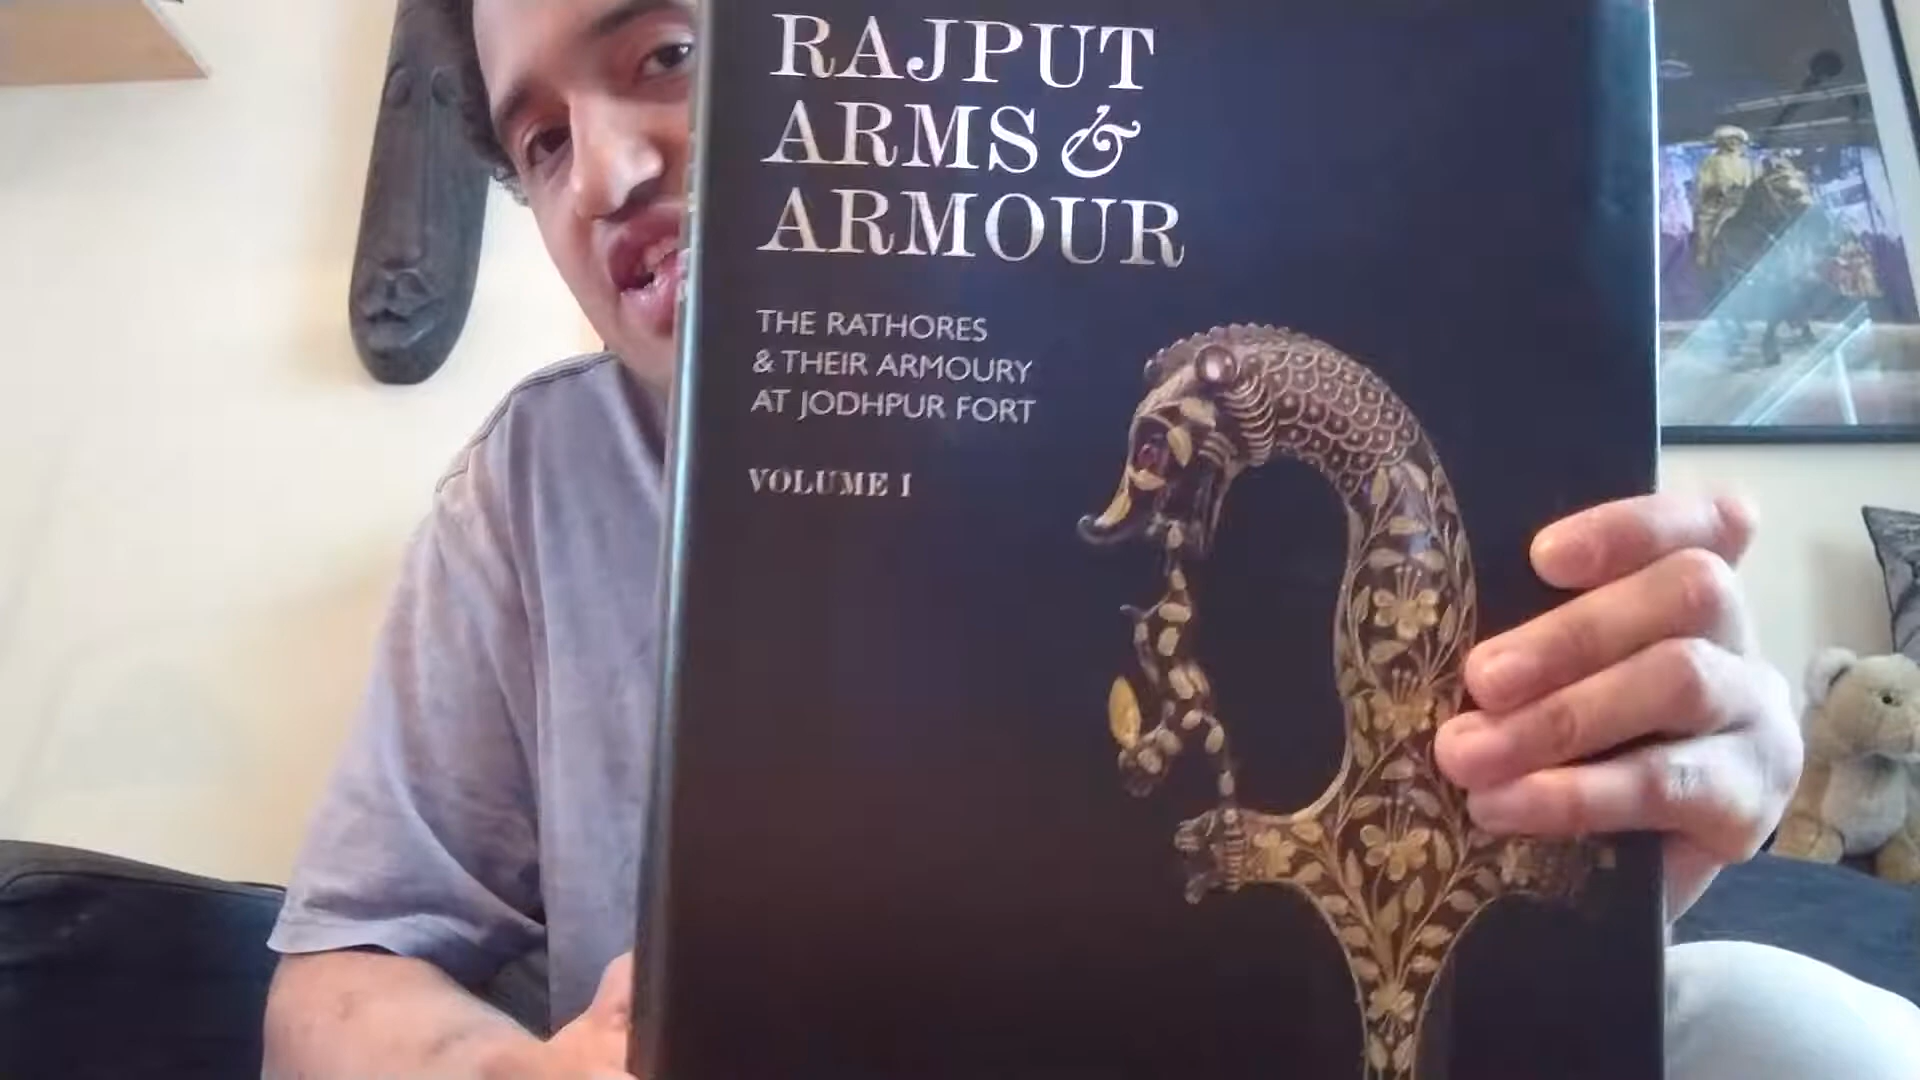 RAJPUT
ARMS &
ARMOUR
THE RATHORES
& THEIR ARMOURY
AT JODHPUR FORT
VOLUME I